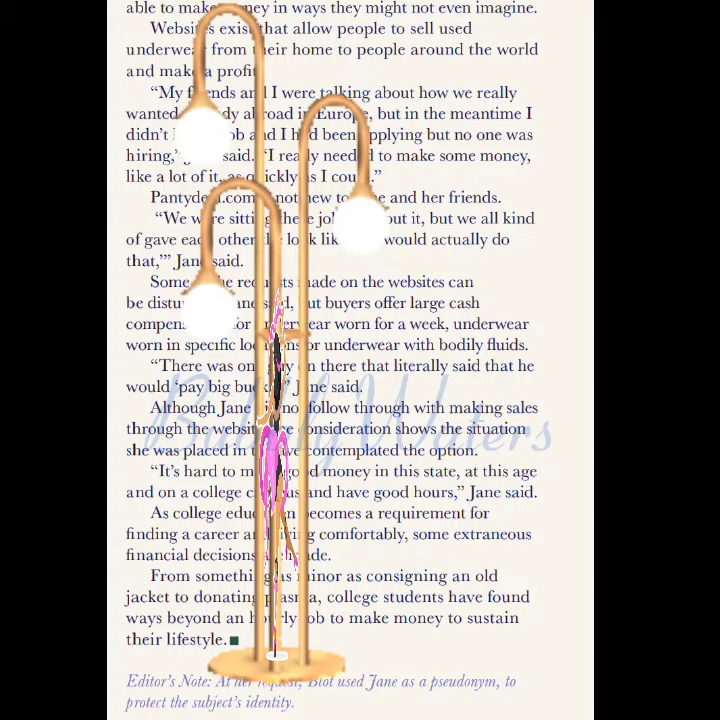 able to make money in ways they might not even imagine.
Websites exist that allow people to sell used
underwear from their home to people around the world
and make a profit.
“My friends and I were talking about how we really
wanted study abroad in Europe, but in the meantime I
didn’t job and I had been applying but no one was
hiring,” Jane said. “I really needed to make some money,
like a lot of it, as quickly as I could.”
Pantydeal.com not new to Jane and her friends.
“We were sitting there about it, but we all kind
of gave each other the look like would actually do
that,’” Jane said.
Some of the requests made on the websites can
be disturbing, Jane said, but buyers offer large cash
compensation for underwear worn for a week, underwear
worn in specific locations or underwear with bodily fluids.
“There was one guy on there that literally said that he
would ‘pay big bucks,’” Jane said.
Although Jane did not follow through with making sales
through the website, the consideration shows the situation
she was placed in to have contemplated the option.
“It’s hard to make good money in this state, at this age
and on a college campus and have good hours,” Jane said.
As college education becomes a requirement for
finding a career and living comfortably, some extraneous
financial decisions are made.
From something as minor as consigning an old
jacket to donating plasma, college students have found
ways beyond an hourly job to make money to sustain
their lifestyle.
Editor’s Note: At her request, Blot used Jane as a pseudonym, to
protect the subject’s identity.
Waters